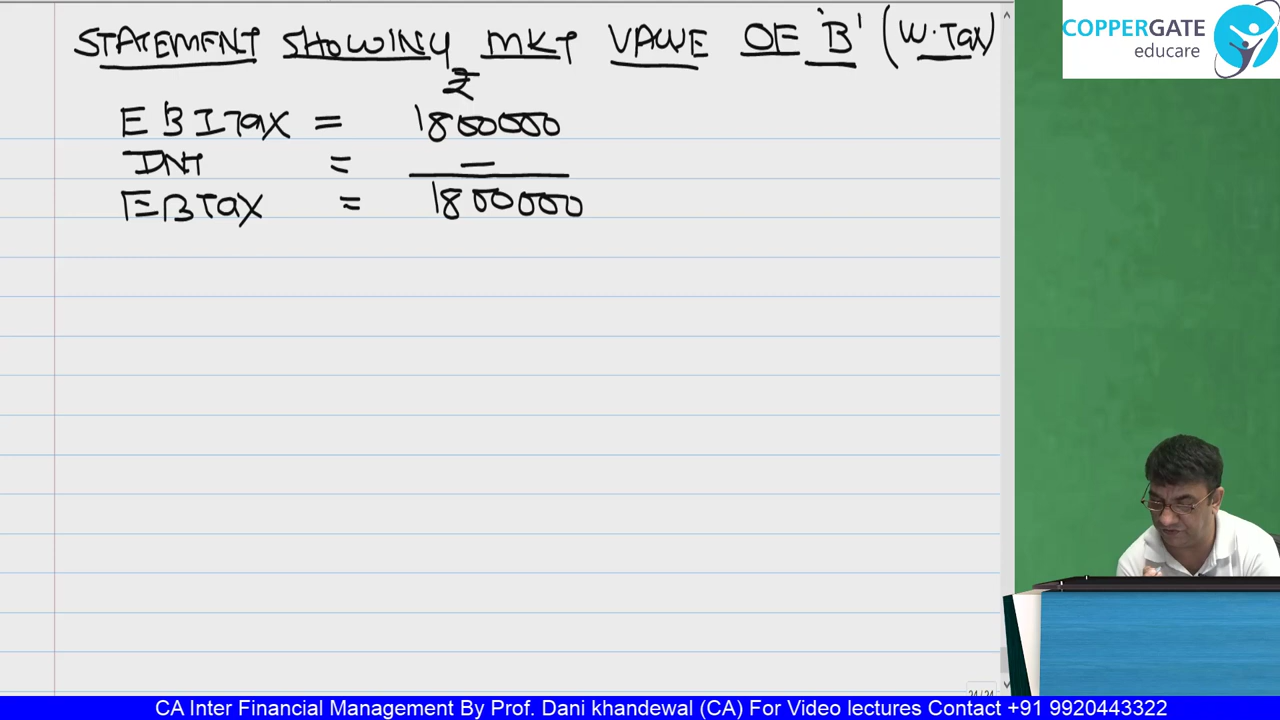 STATEMENT SHOWING MKT VALUE OF 'B' (W.Tax)
₹
EBITax = 1800000
INT = —
EBTax = 1800000
COPPERGATE
educare
CA Inter Financial Management By Prof. Dani khandewal (CA) For Video lectures Contact +91 9920443322